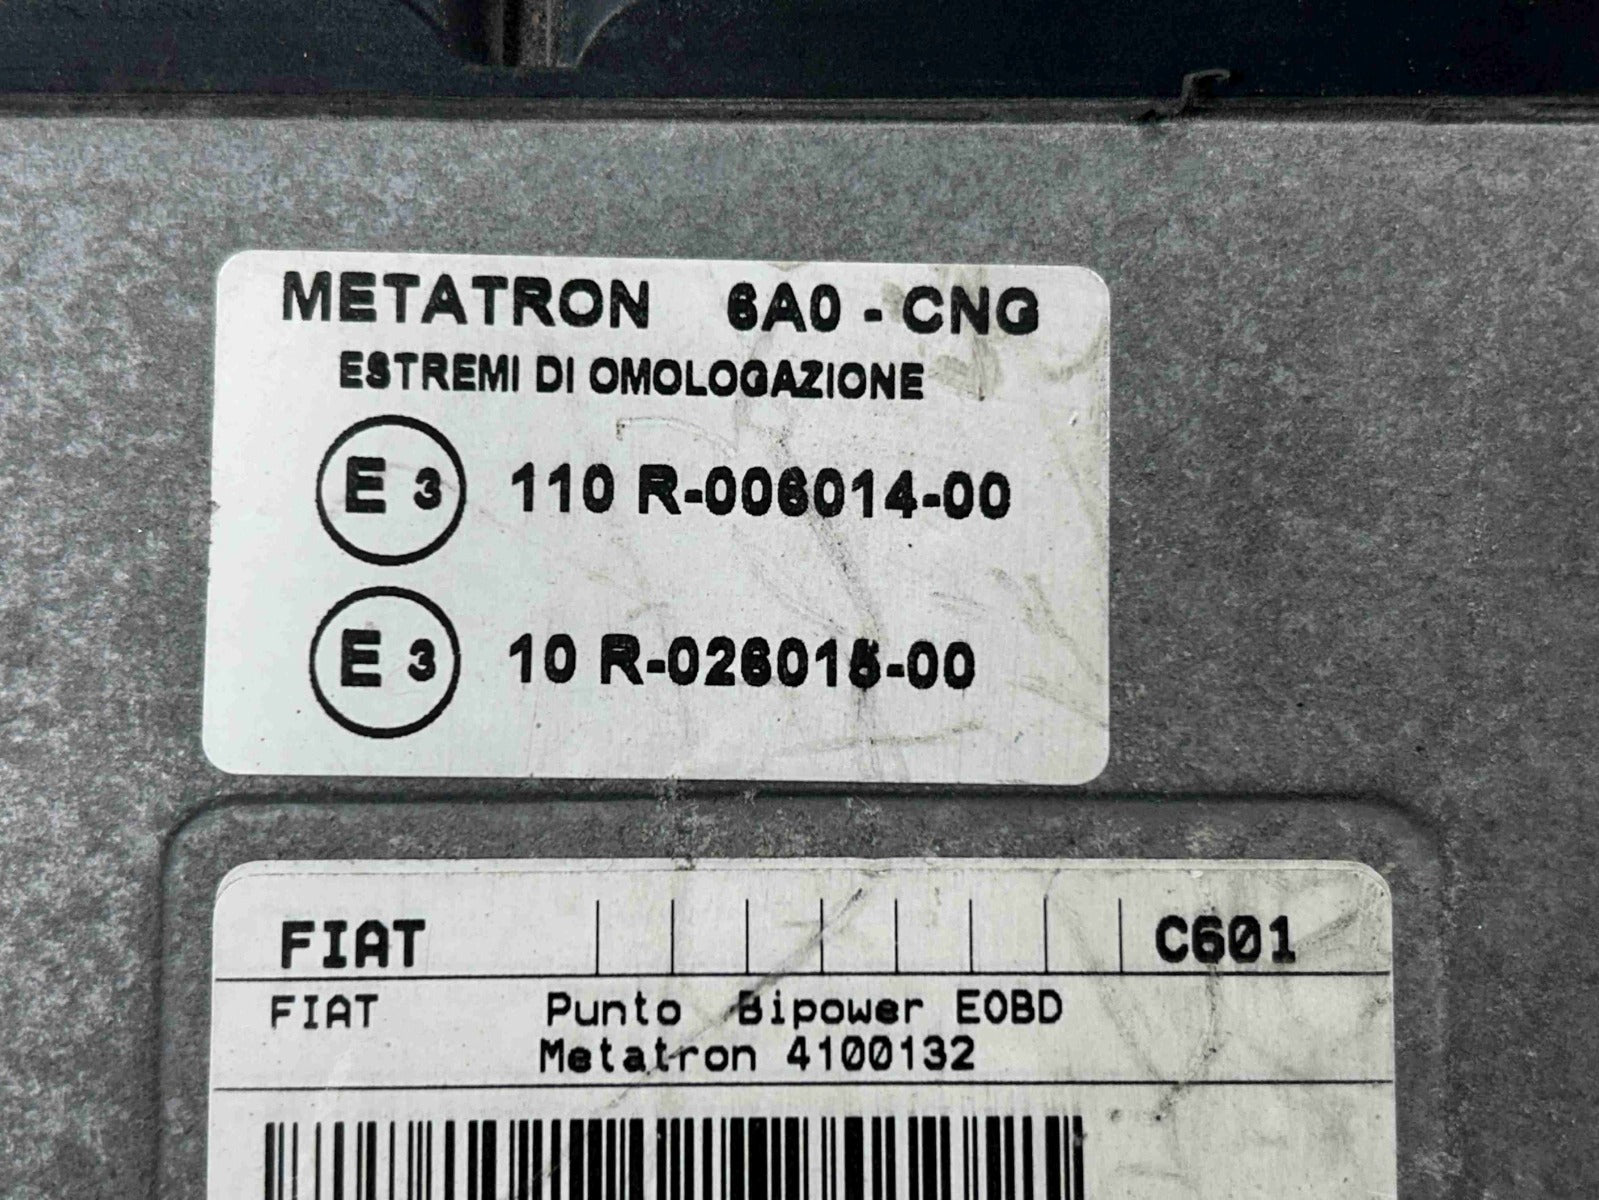 METATRON 6A0 - CNG
ESTREMI DI OMOLOGAZIONE
E 3 110 R-006014-00
E 3 10 R-026015-00
FIAT C601
FIAT Punto Bipower EOBD
Metatron 4100132